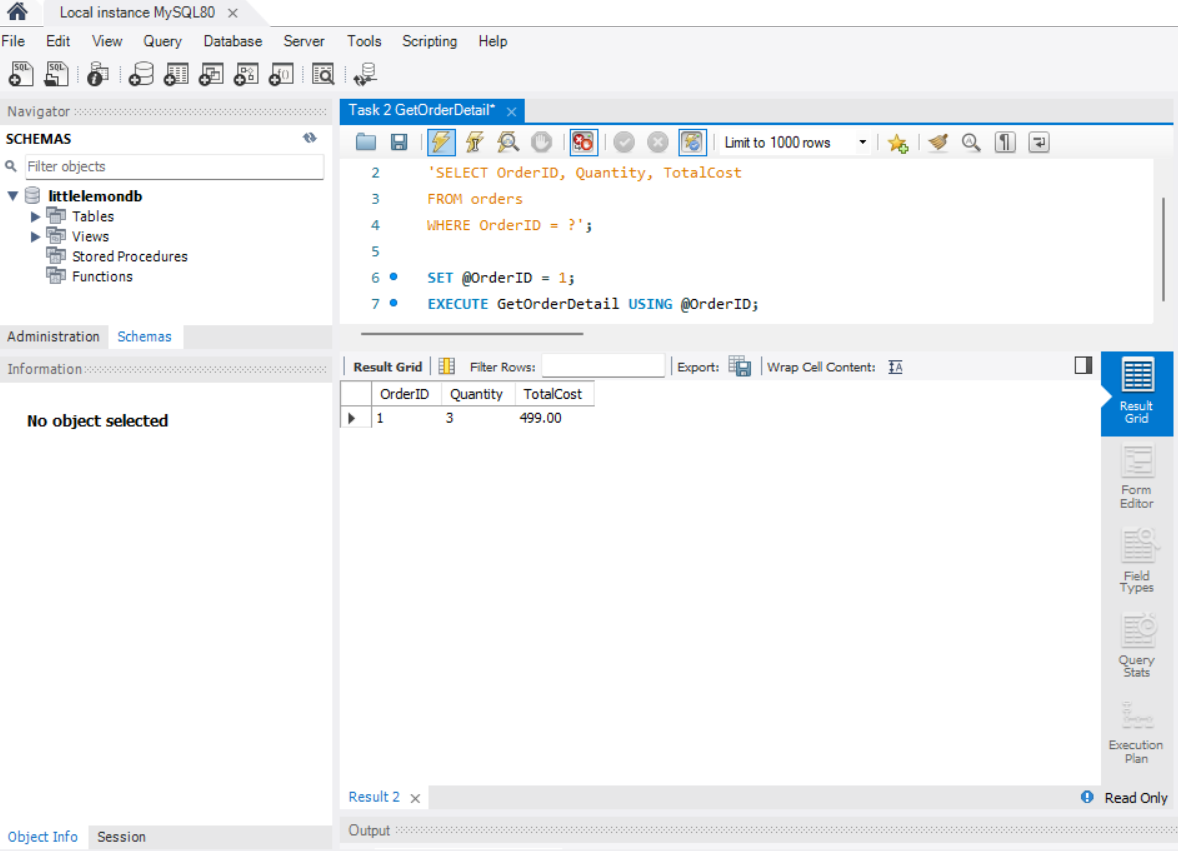 Local instance MySQL80
File Edit View Query Database Server Tools Scripting Help
SQL SQL
Navigator
SCHEMAS
Filter objects
littlelemondb
Tables
Views
Stored Procedures
Functions
Administration Schemas
Information
No object selected
Object Info Session
Task 2 GetOrderDetail*
Limit to 1000 rows
2 'SELECT OrderID, Quantity, TotalCost
3 FROM orders
4 WHERE OrderID = ?';
5
6 SET @OrderID = 1;
7 EXECUTE GetOrderDetail USING @OrderID;
Result Grid Filter Rows: Export: Wrap Cell Content: IA
OrderID Quantity TotalCost
1 3 499.00
Result
Grid
Form
Editor
Field
Types
Query
Stats
Execution
Plan
Result 2 Read Only
Output